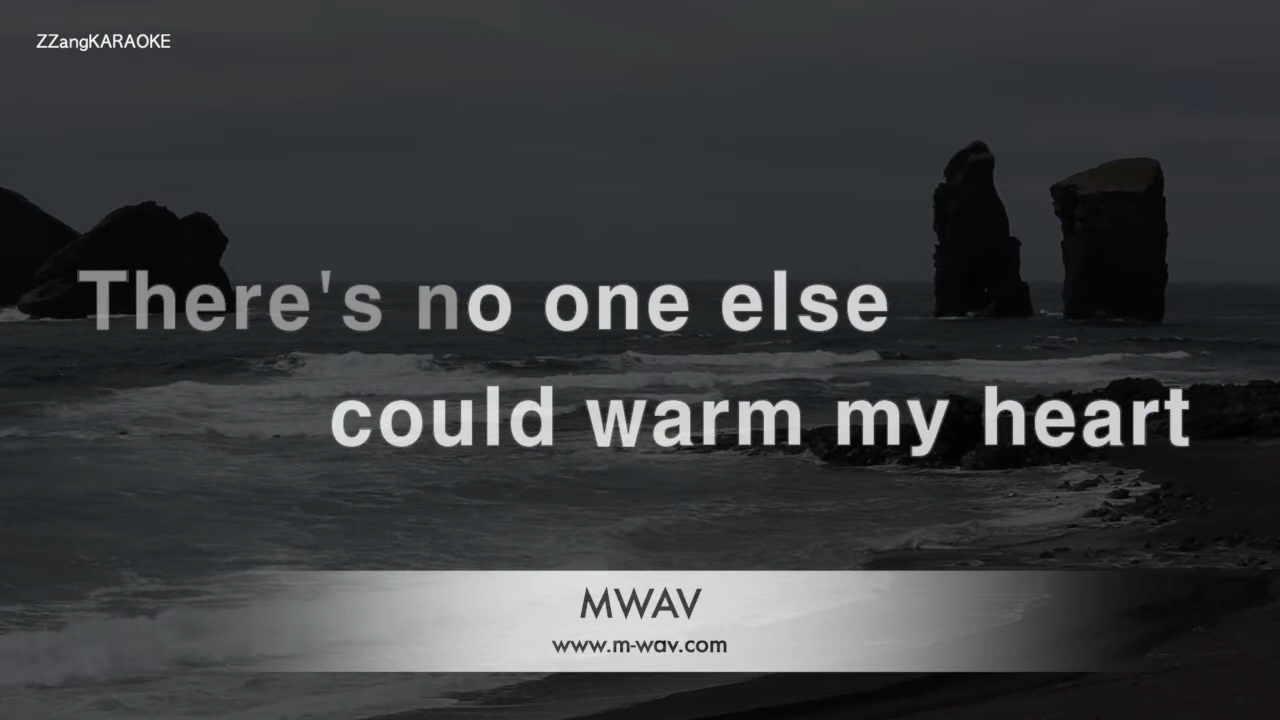 ZZangKARAOKE
There's no one else
could warm my heart
MWAV
www.m-wav.com